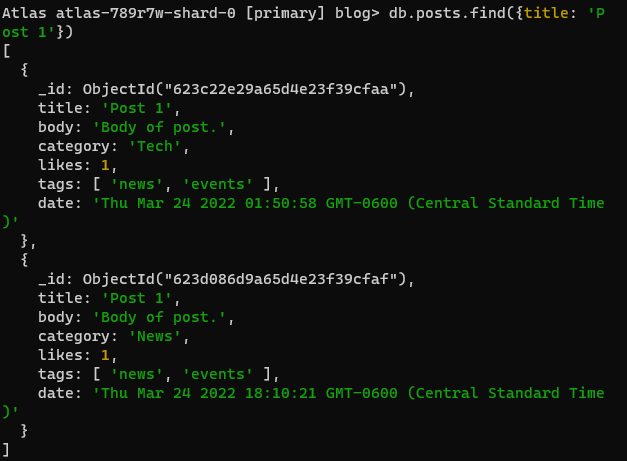 Atlas atlas-789r7w-shard-0 [primary] blog> db.posts.find({title: 'P
ost 1'})
[
  {
    _id: ObjectId("623c22e29a65d4e23f39cfaa"),
    title: 'Post 1',
    body: 'Body of post.',
    category: 'Tech',
    likes: 1,
    tags: [ 'news', 'events' ],
    date: 'Thu Mar 24 2022 01:50:58 GMT-0600 (Central Standard Time
)'
  },
  {
    _id: ObjectId("623d086d9a65d4e23f39cfaf"),
    title: 'Post 1',
    body: 'Body of post.',
    category: 'News',
    likes: 1,
    tags: [ 'news', 'events' ],
    date: 'Thu Mar 24 2022 18:10:21 GMT-0600 (Central Standard Time
)'
  }
]